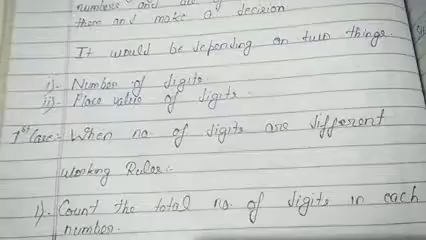 numbers and
them and make a decision
It would be depending on two things.
i)- Number of digits
ii)- Place value of digits.
1st Case:- When no. of digits are different
Working Rules:-
1)- Count the total no. of digits in each
number.